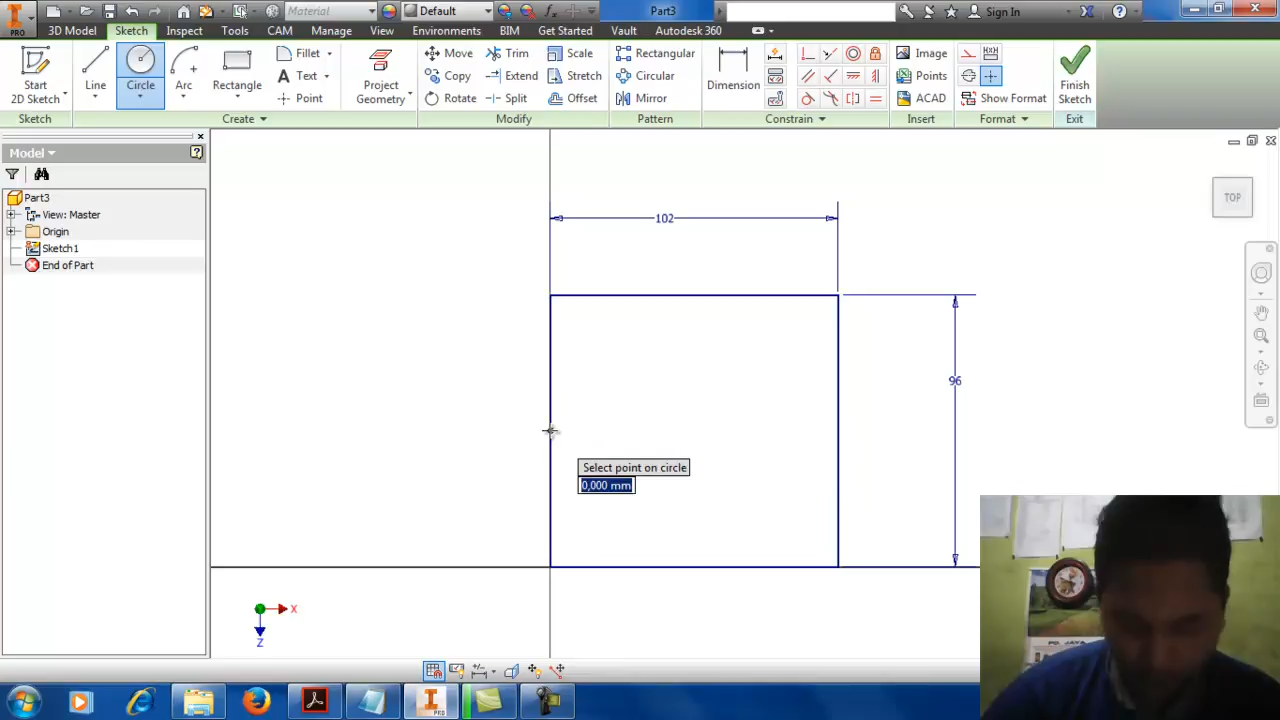 PRO
Material
Default
fx
Part3
Sign In
3D Model
Sketch
Inspect
Tools
CAM
Manage
View
Environments
BIM
Get Started
Vault
Autodesk 360
Start
2D Sketch
Line
Circle
Arc
Rectangle
Fillet
Text
Point
Project
Geometry
Move
Copy
Rotate
Trim
Extend
Split
Scale
Stretch
Offset
Rectangular
Circular
Mirror
Dimension
Image
Points
ACAD
Show Format
Finish
Sketch
Sketch
Create
Modify
Pattern
Constrain
Insert
Format
Exit
Model
Part3
View: Master
Origin
Sketch1
End of Part
TOP
102
96
Select point on circle
0,000 mm
X
Z
PRO